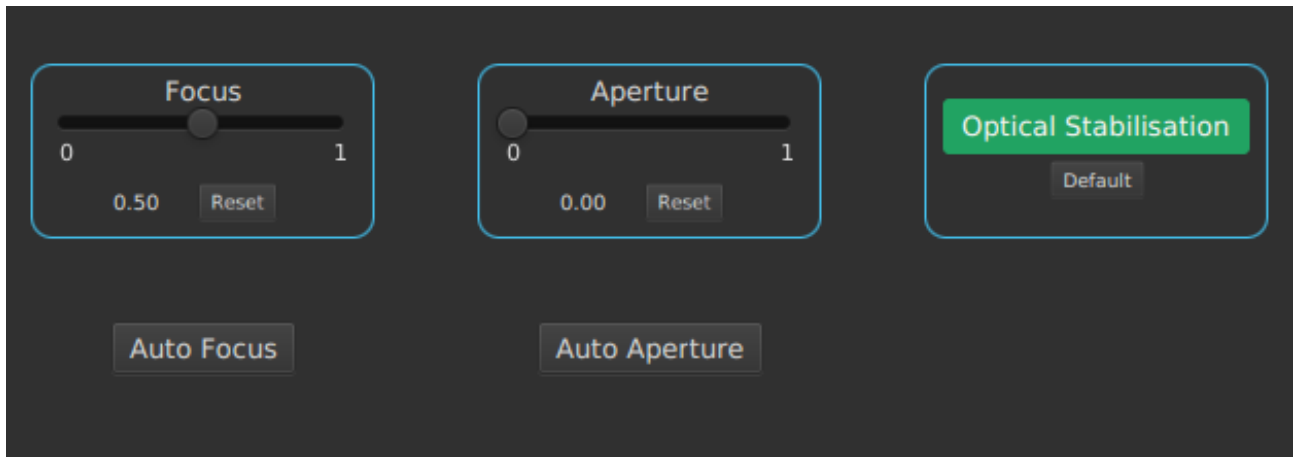 Focus
0 1
0.50 Reset
Aperture
0 1
0.00 Reset
Optical Stabilisation
Default
Auto Focus
Auto Aperture